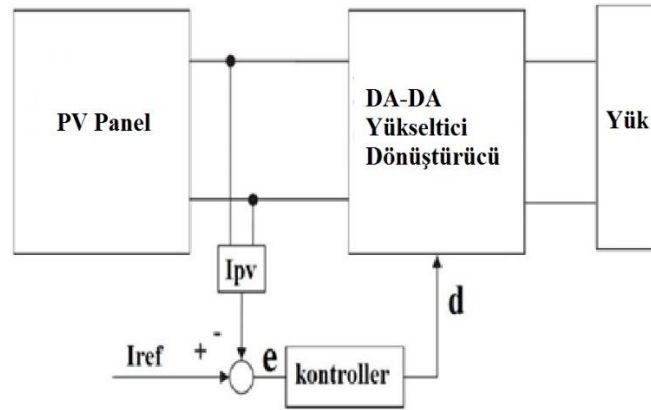 PV Panel
DA-DA
Yükseltici
Dönüştürücü
Yük
Ipv
d
Iref
+
-
e
kontroller